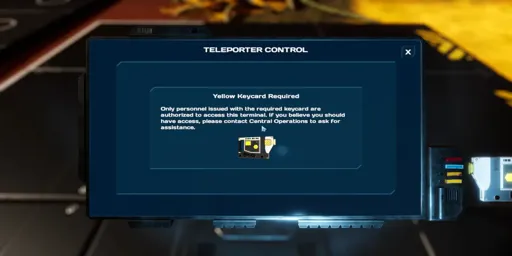 TELEPORTER CONTROL
Yellow Keycard Required
Only personnel issued with the required keycard are
authorized to access this terminal. If you believe you should
have access, please contact Central Operations to ask for
assistance.